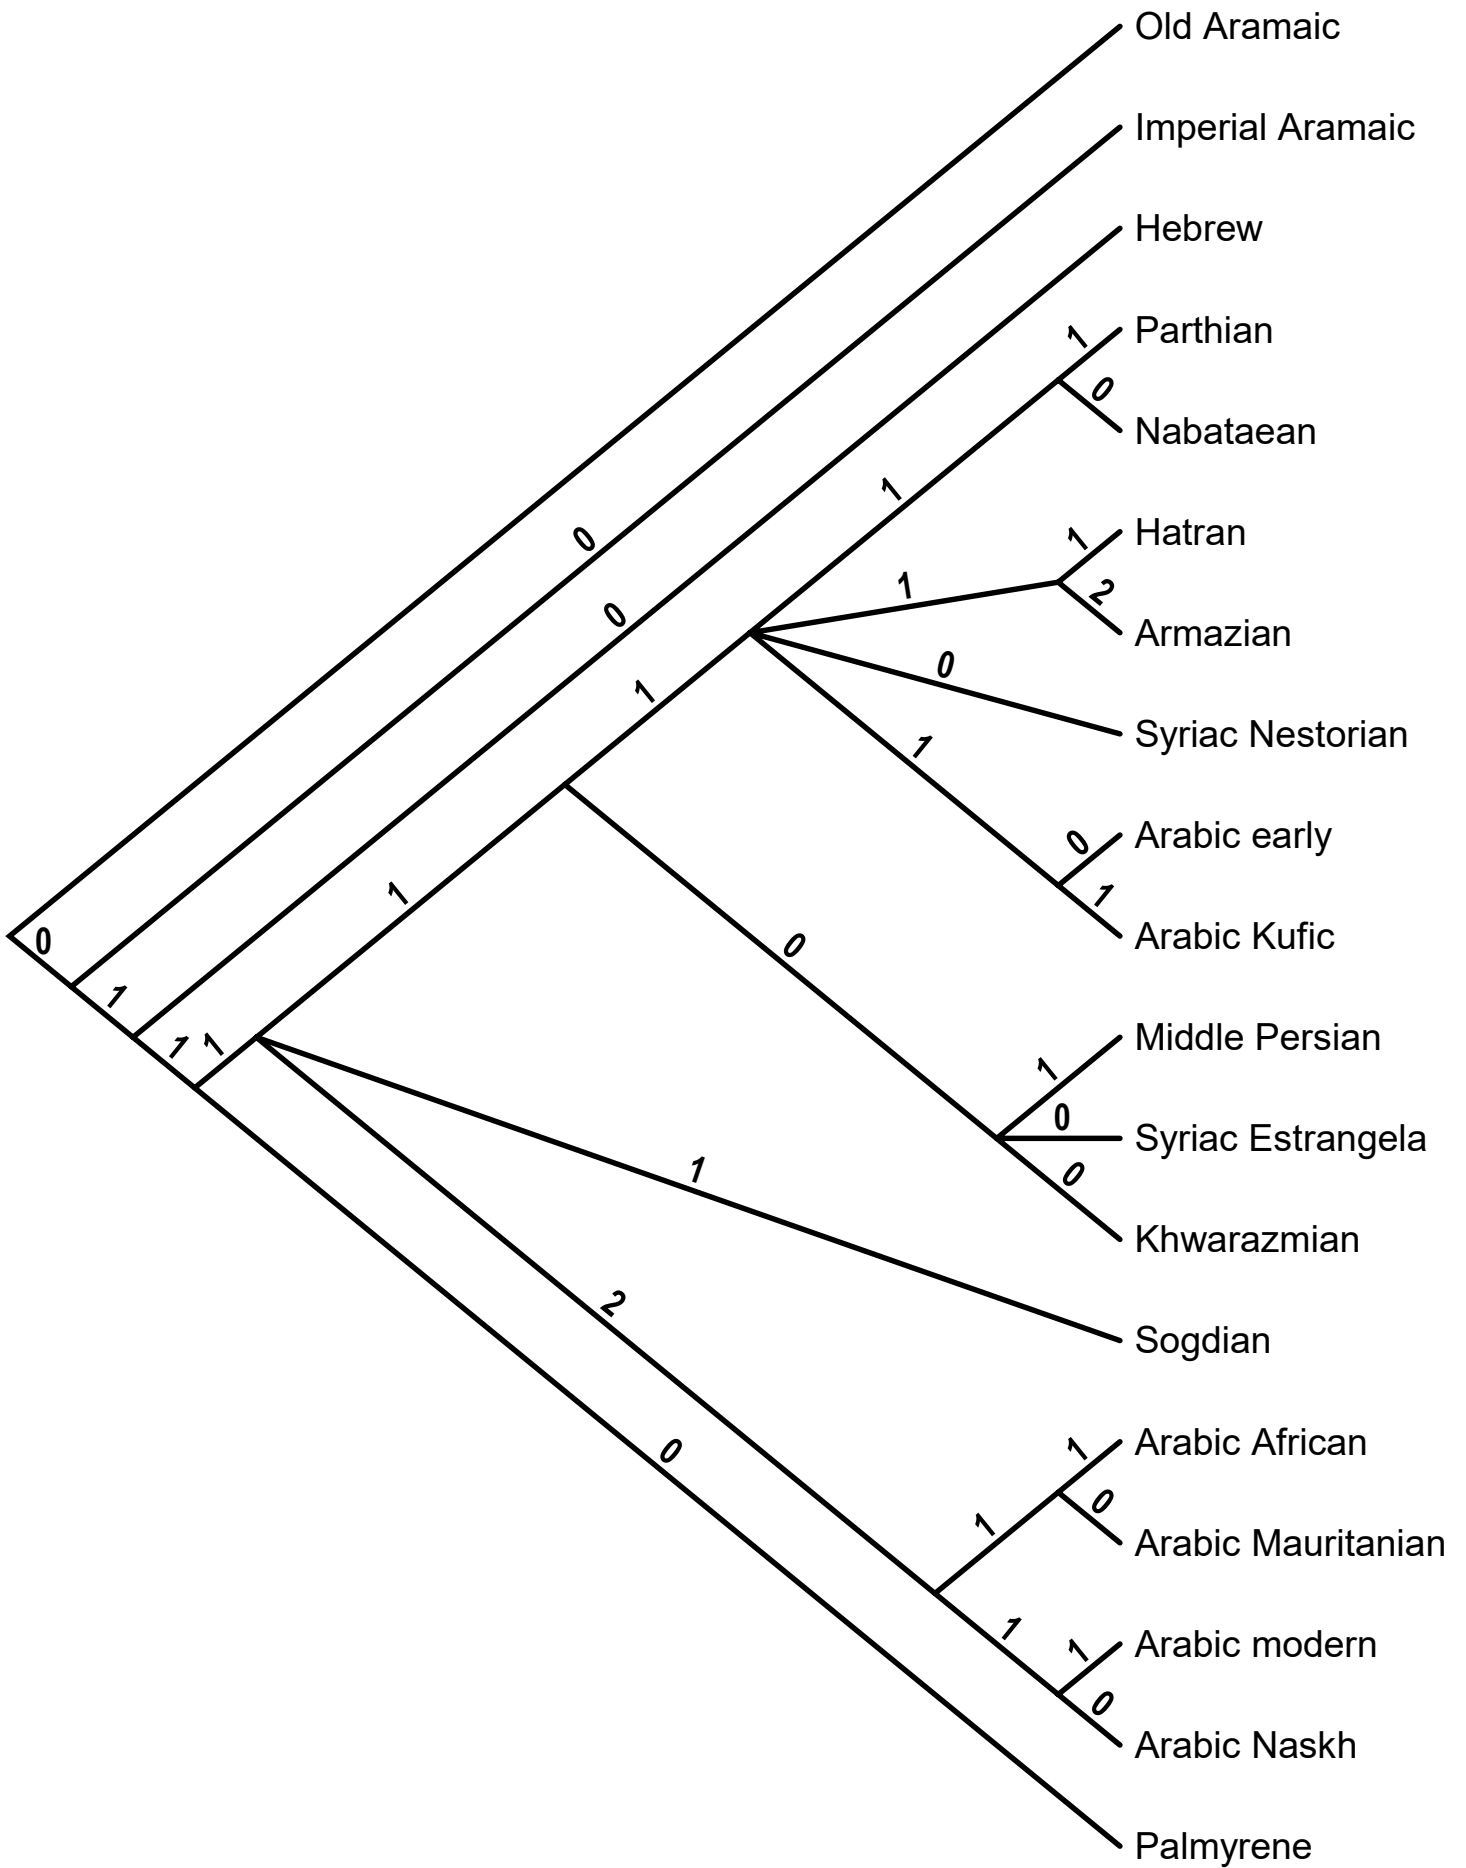 Old Aramaic
Imperial Aramaic
Hebrew
1
Parthian
0
Nabataean
1
1
Hatran
0
2
1
Armazian
0
0
1
Syriac Nestorian
1
0
Arabic early
1
1
0
Arabic Kufic
0
1
Middle Persian
1
1
1
0
Syriac Estrangela
1
0
Khwarazmian
2
Sogdian
0
1
Arabic African
0
1
Arabic Mauritanian
1
1
Arabic modern
0
Arabic Naskh
Palmyrene